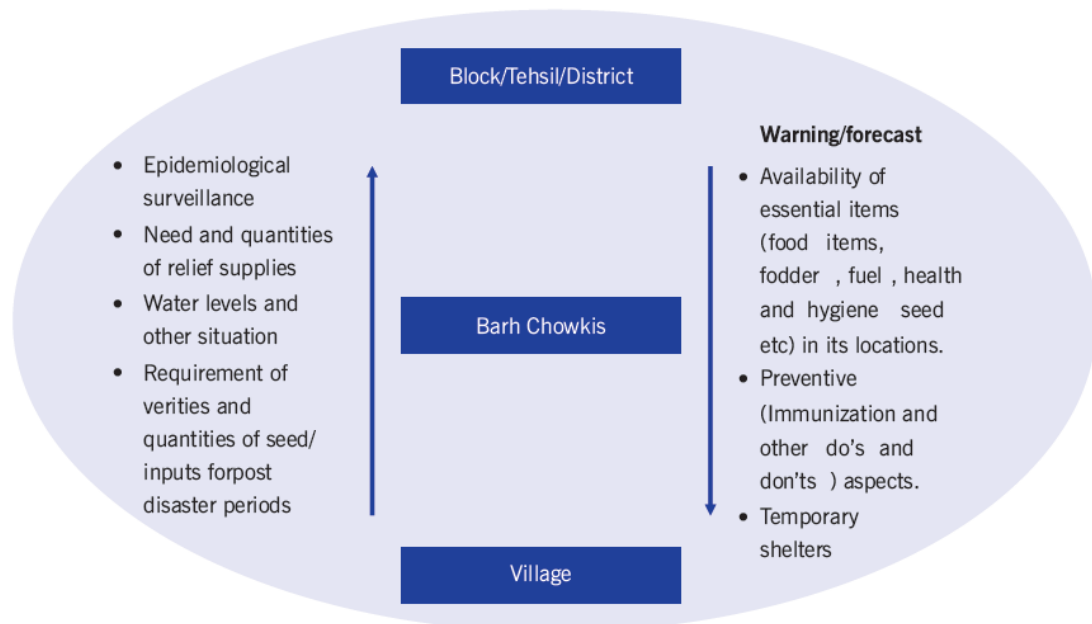 Block/Tehsil/District
• Epidemiological
surveillance
• Need and quantities
of relief supplies
• Water levels and
other situation
• Requirement of
verities and
quantities of seed/
inputs forpost
disaster periods
Barh Chowkis
Warning/forecast
• Availability of
essential items
(food items,
fodder , fuel , health
and hygiene seed
etc) in its locations.
• Preventive
(Immunization and
other do's and
don'ts ) aspects.
• Temporary
shelters
Village